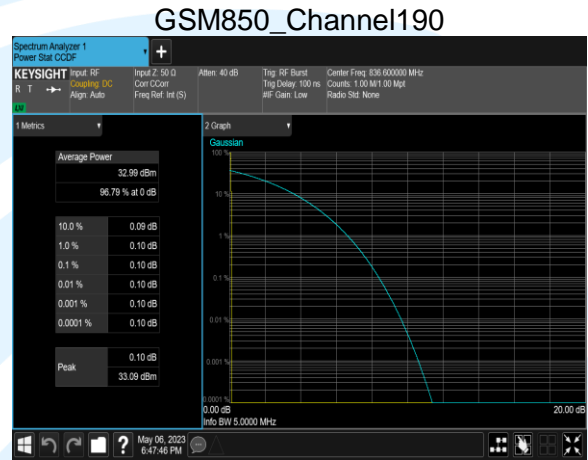 GSM850_Channel190
Spectrum Analyzer 1
Power Stat CCDF
KEYSIGHT Input: RF Input Z: 50 Ω Atten: 40 dB Trig: RF Burst Center Freq: 836.600000 MHz
R T Coupling: DC Corr CCorr Trig Delay: 100 ns Counts: 1.00 M/1.00 Mpt
Align: Auto Freq Ref: Int (S) #IF Gain: Low Radio Std: None
LNI
1 Metrics
Average Power
32.99 dBm
96.79 % at 0 dB
10.0 % 0.09 dB
1.0 % 0.10 dB
0.1 % 0.10 dB
0.01 % 0.10 dB
0.001 % 0.10 dB
0.0001 % 0.10 dB
Peak 0.10 dB
33.09 dBm
2 Graph
Gaussian
100 %
10 %
1 %
0.1 %
0.01 %
0.001 %
0.0001 %
0.00 dB 20.00 dB
Info BW 5.0000 MHz
May 06, 2023
6:47:46 PM